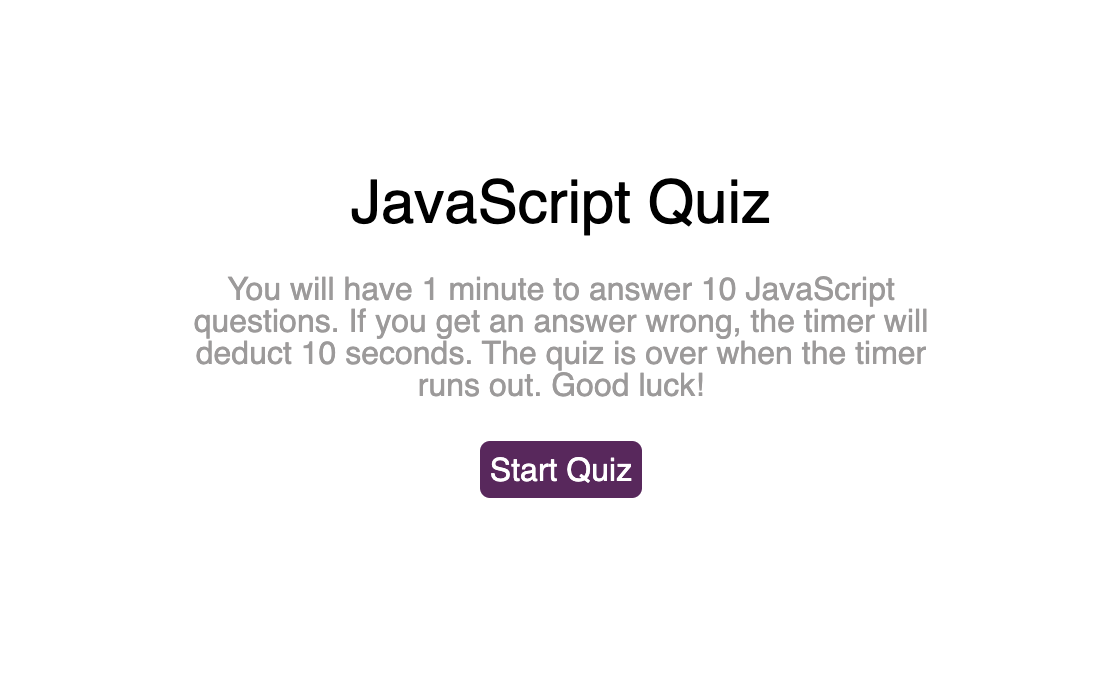 JavaScript Quiz
You will have 1 minute to answer 10 JavaScript
questions. If you get an answer wrong, the timer will
deduct 10 seconds. The quiz is over when the timer
runs out. Good luck!
Start Quiz